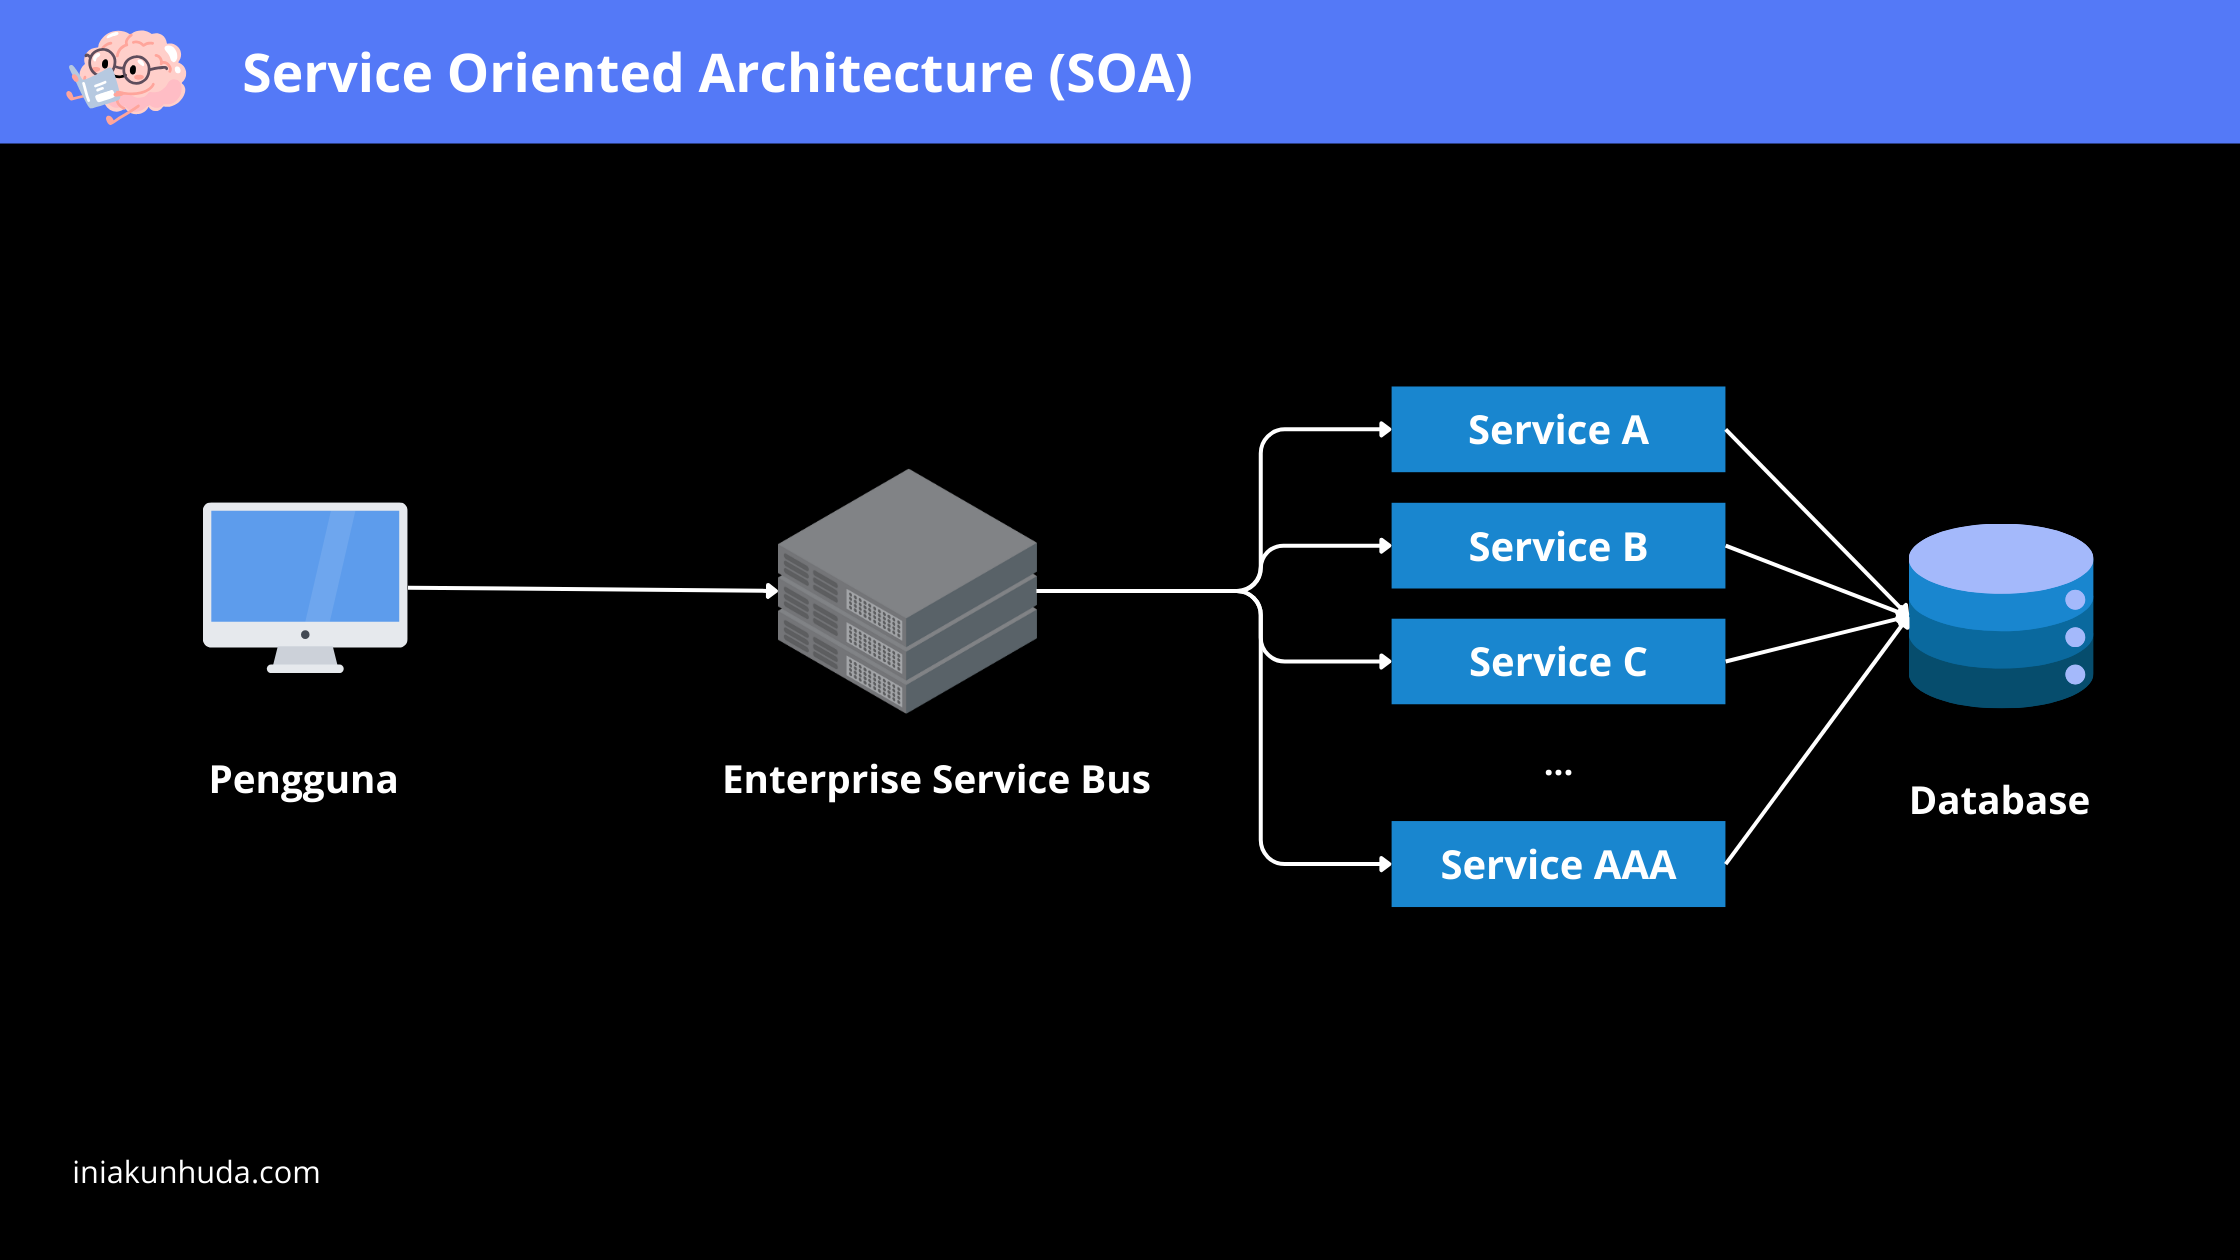 Service Oriented Architecture (SOA)
Pengguna
Enterprise Service Bus
Service A
Service B
Service C
...
Service AAA
Database
iniakunhuda.com